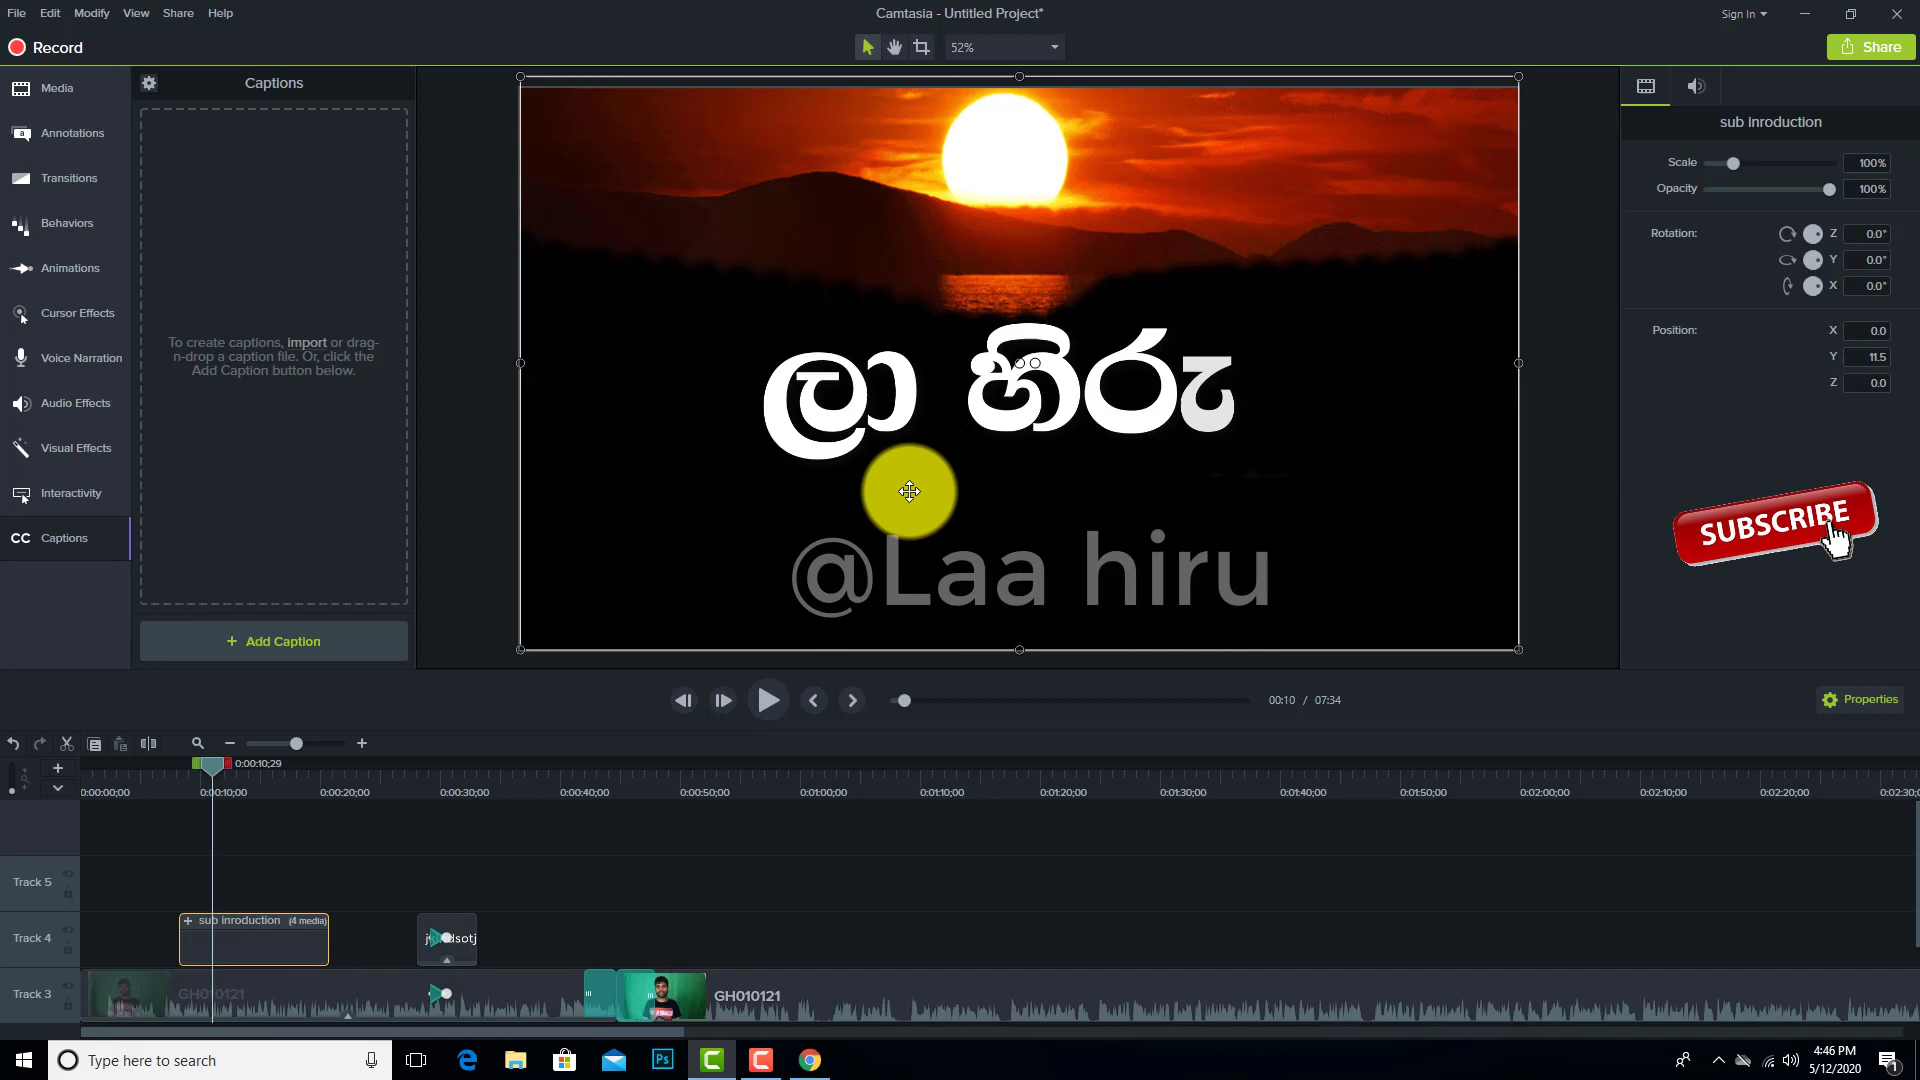 File Edit Modify View Share Help
Camtasia - Untitled Project*
Sign In
Record
52%
Share
Media
Annotations
Transitions
Behaviors
Animations
Cursor Effects
Voice Narration
Audio Effects
Visual Effects
Interactivity
CC Captions
Captions
To create captions, import or drag-
n-drop a caption file. Or, click the
Add Caption button below.
+ Add Caption
ලා හිරු
@Laa hiru
sub inroduction
Scale 100%
Opacity 100%
Rotation: Z 0.0°
Y 0.0°
X 0.0°
Position: X 0.0
Y 11.5
Z 0.0
SUBSCRIBE
00:10 / 07:34
Properties
0:00:10;29
0:00:00;00 0:00:10;00 0:00:20;00 0:00:30;00 0:00:40;00 0:00:50;00 0:01:00;00 0:01:10;00 0:01:20;00 0:01:30;00 0:01:40;00 0:01:50;00 0:02:00;00 0:02:10;00 0:02:20;00 0:02:30;0
Track 5
Track 4
+ sub inroduction (4 media)
Track 3
GH010121
GH010121
Type here to search
Ps
4:46 PM
5/12/2020
1